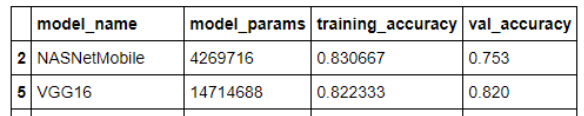 model_name model_params training_accuracy val_accuracy
2 NASNetMobile 4269716 0.830667 0.753
5 VGG16 14714688 0.822333 0.820